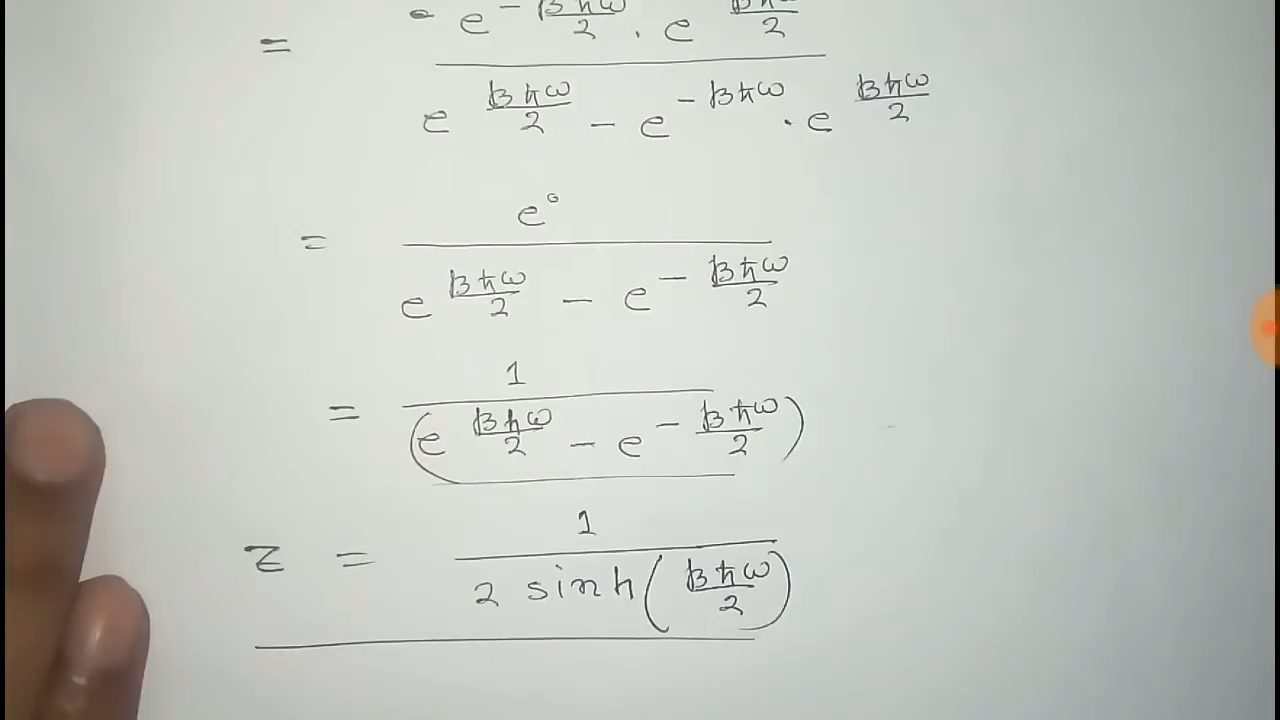 = e^{-βħω/2} · e^{βħω/2} / (e^{βħω/2} - e^{-βħω} · e^{βħω/2})
= e° / (e^{βħω/2} - e^{-βħω/2})
= 1 / (e^{βħω/2} - e^{-βħω/2})
z = 1 / 2 sinh(βħω/2)